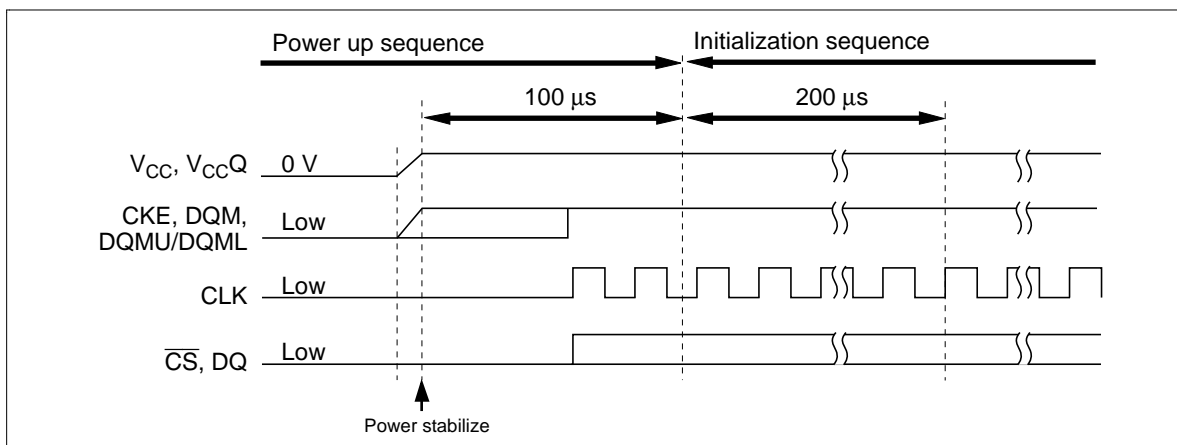 Power up sequence
Initialization sequence
100 μs
200 μs
VCC, VCCQ
0 V
CKE, DQM,
DQMU/DQML
Low
CLK
Low
CS, DQ
Low
Power stabilize